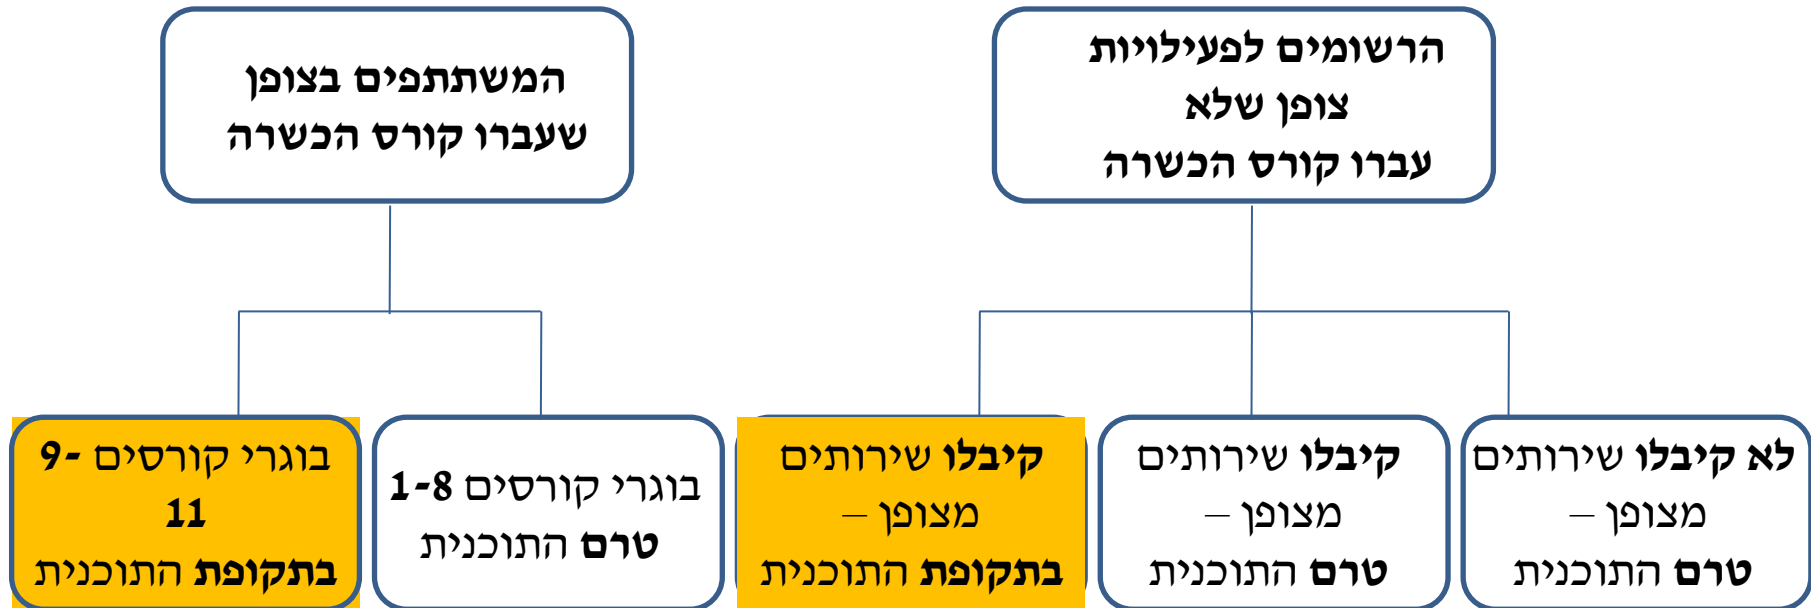 הרשומים לפעילויות
צופן שלא
עברו קורס הכשרה
המשתתפים בצופן
שעברו קורס הכשרה
לא קיבלו שירותים
מצופן –
טרם התוכנית
קיבלו שירותים
מצופן –
טרם התוכנית
קיבלו שירותים
מצופן –
בתקופת התוכנית
בוגרי קורסים 1-8
טרם התוכנית
בוגרי קורסים 9-
11
בתקופת התוכנית